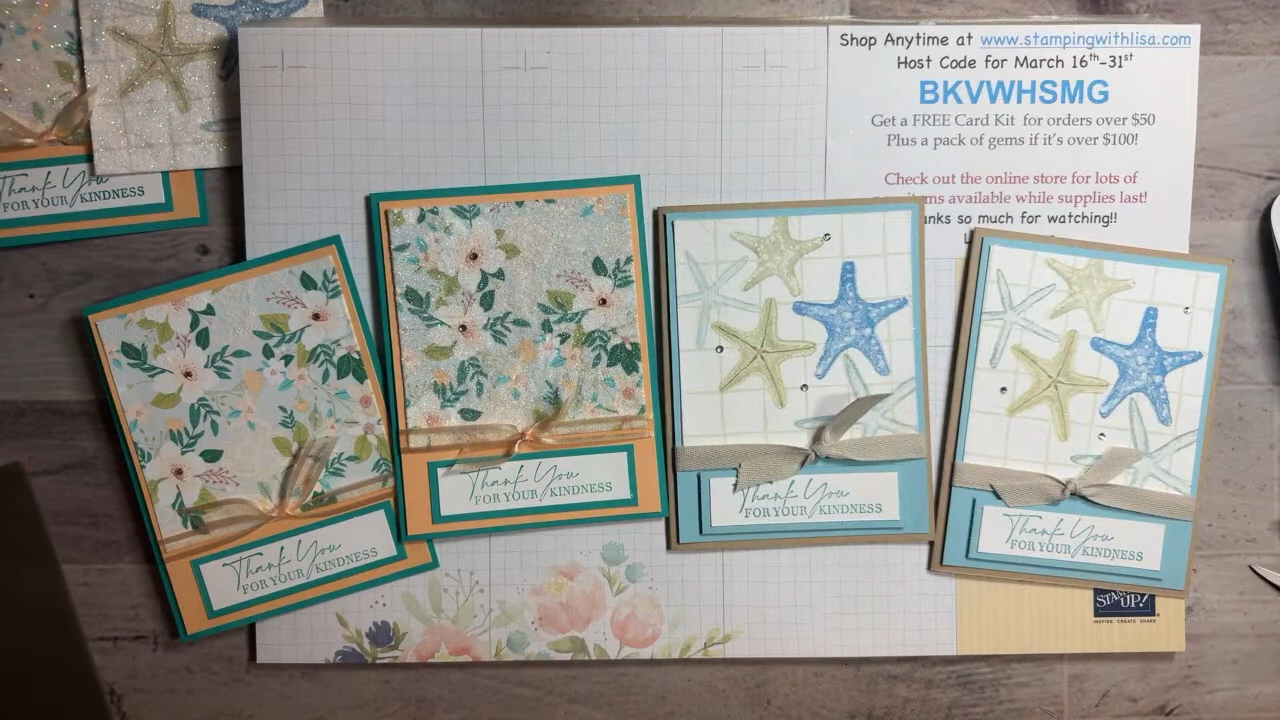 Shop Anytime at www.stampingwithlisa.com
Host Code for March 16th-31st
BKVWHSMG
Get a FREE Card Kit for orders over $50
Plus a pack of gems if it's over $100!
Check out the online store for lots of
available while supplies last!
so much for watching!!
Thank You
FOR YOUR KINDNESS
Thank You
FOR YOUR KINDNESS
Thank You
FOR YOUR KINDNESS
Thank You
FOR YOUR KINDNESS
Thank You
FOR YOUR KINDNESS
STAMPIN' UP!
INSPIRE · CREATE · SHARE